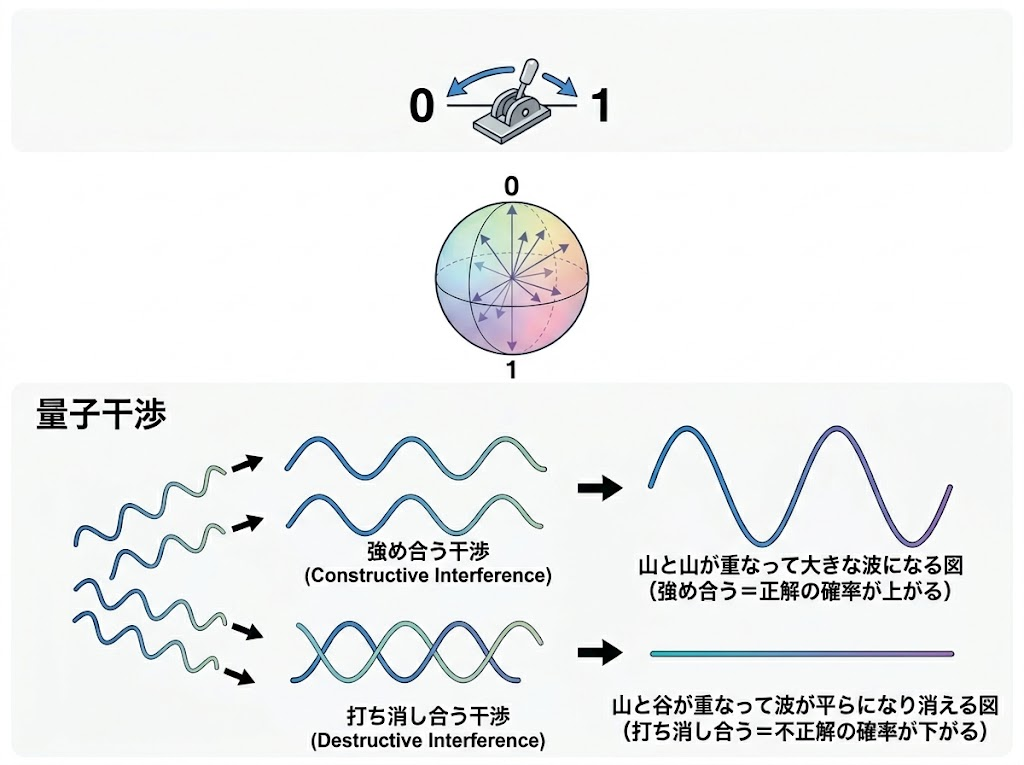 0 1
0
1
量子干渉
強め合う干渉
(Constructive Interference)
山と山が重なって大きな波になる図
（強め合う＝正解の確率が上がる）
打ち消し合う干渉
(Destructive Interference)
山と谷が重なって波が平らになり消える図
（打ち消し合う＝不正解の確率が下がる）